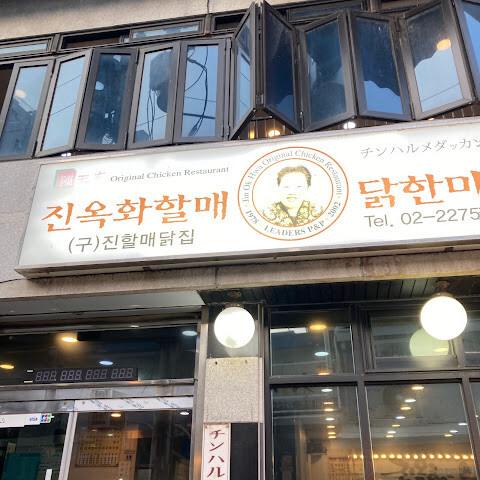 Original Chicken Restaurant
チンハルメダッカン
진옥화할매
(구)진할매닭집
Jin Ok Hwa Original Chicken Restaurant
1978 · LEADERS P&P · 2002
닭한마
Tel. 02-2275
VISA
JCB
チンハル